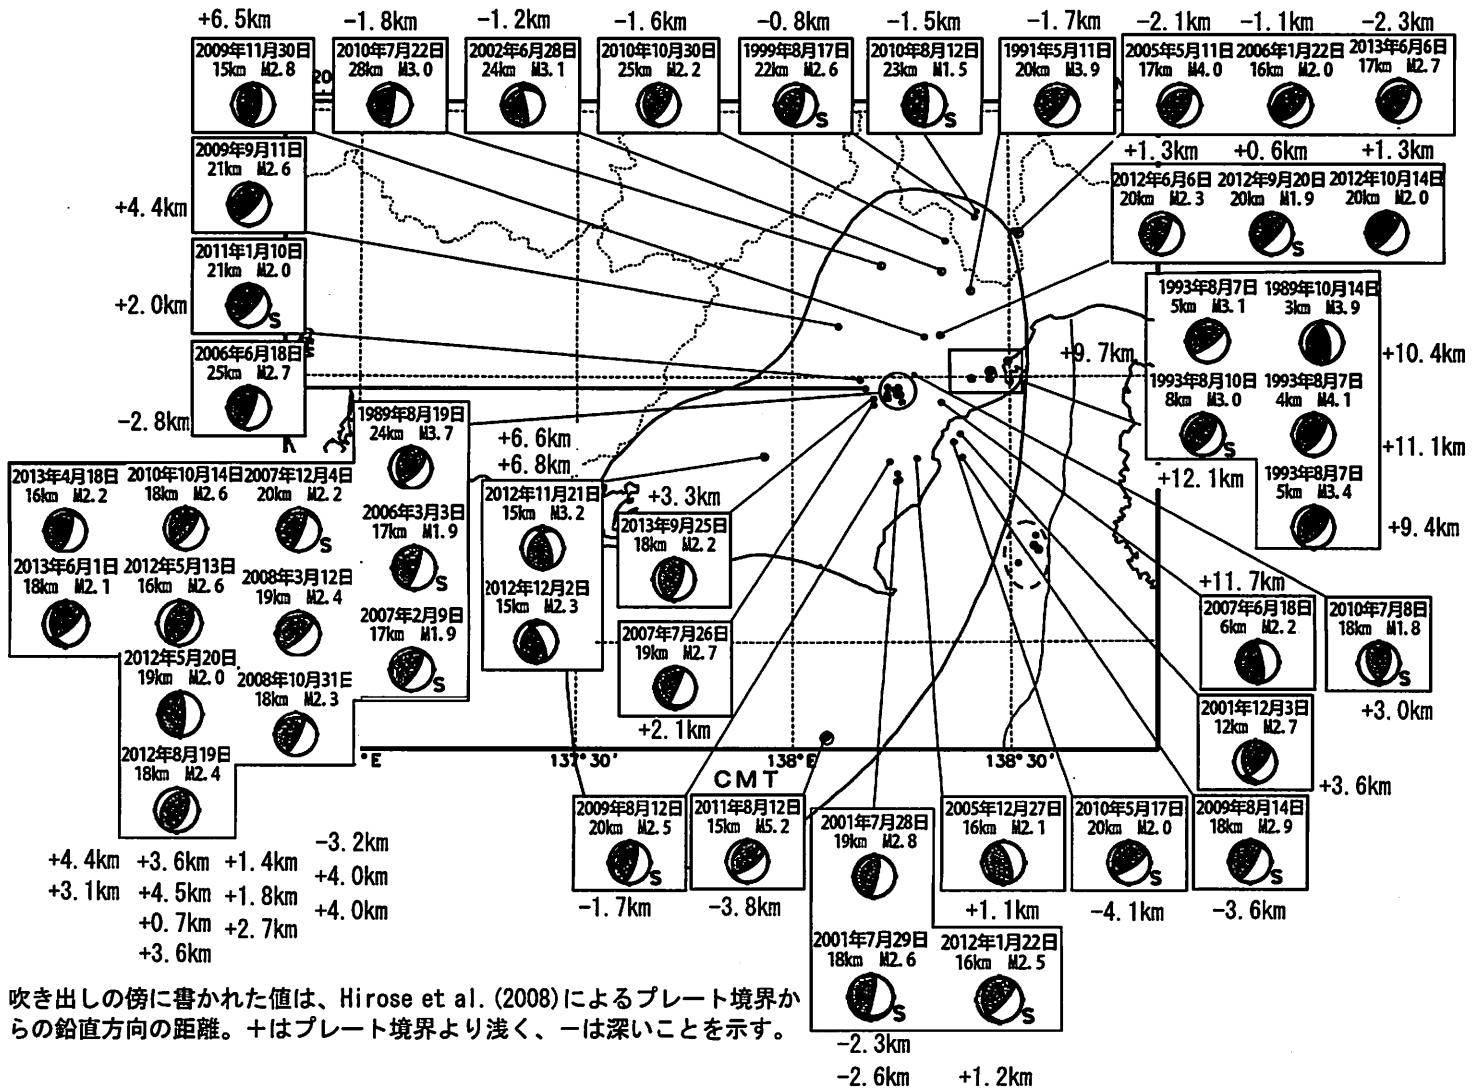 +6.5km
-1.8km
-1.2km
-1.6km
-0.8km
-1.5km
-1.7km
-2.1km
-1.1km
-2.3km
2009年11月30日
15km M2.8
2010年7月22日
28km M3.0
2002年6月28日
24km M3.1
2010年10月30日
25km M2.2
1999年8月17日
22km M2.6
S
2010年8月12日
23km M1.5
S
1991年5月11日
20km M3.9
2005年5月11日
17km M4.0
2006年1月22日
16km M2.0
2013年6月6日
17km M2.7
2009年9月11日
21km M2.6
+4.4km
+1.3km
+0.6km
+1.3km
2012年6月6日
20km M2.3
2012年9月20日
20km M1.9
S
2012年10月14日
20km M2.0
2011年1月10日
21km M2.0
S
+2.0km
1993年8月7日
5km M3.1
1989年10月14日
3km M3.9
+9.7km
+10.4km
2006年6月18日
25km M2.7
-2.8km
1993年8月10日
8km M3.0
S
1993年8月7日
4km M4.1
+11.1km
+12.1km
1993年8月7日
5km M3.4
+9.4km
1989年8月19日
24km M3.7
+6.6km
+6.8km
2013年4月18日
16km M2.2
2010年10月14日
18km M2.6
2007年12月4日
20km M2.2
S
2006年3月3日
17km M1.9
S
2012年11月21日
15km M3.2
+3.3km
2013年9月25日
18km M2.2
2013年6月1日
18km M2.1
2012年5月13日
16km M2.6
2008年3月12日
19km M2.4
2007年2月9日
17km M1.9
S
2012年12月2日
15km M2.3
2007年7月26日
19km M2.7
+2.1km
+11.7km
2007年6月18日
6km M2.2
2010年7月8日
18km M1.8
S
+3.0km
2012年5月20日
19km M2.0
2008年10月31日
18km M2.3
2001年12月3日
12km M2.7
+3.6km
2012年8月19日
18km M2.4
°E
137°30'
138°E
138°30'
CMT
2009年8月12日
20km M2.5
S
-1.7km
2011年8月12日
15km M5.2
-3.8km
2001年7月28日
19km M2.8
2005年12月27日
16km M2.1
+1.1km
2010年5月17日
20km M2.0
S
-4.1km
2009年8月14日
18km M2.9
S
-3.6km
+4.4km +3.6km +1.4km -3.2km
+3.1km +4.5km +1.8km +4.0km
+0.7km +2.7km +4.0km
+3.6km
2001年7月29日
18km M2.6
S
2012年1月22日
16km M2.5
S
-2.3km
-2.6km
+1.2km
吹き出しの傍に書かれた値は、Hirose et al.(2008)によるプレート境界か
らの鉛直方向の距離。＋はプレート境界より浅く、－は深いことを示す。